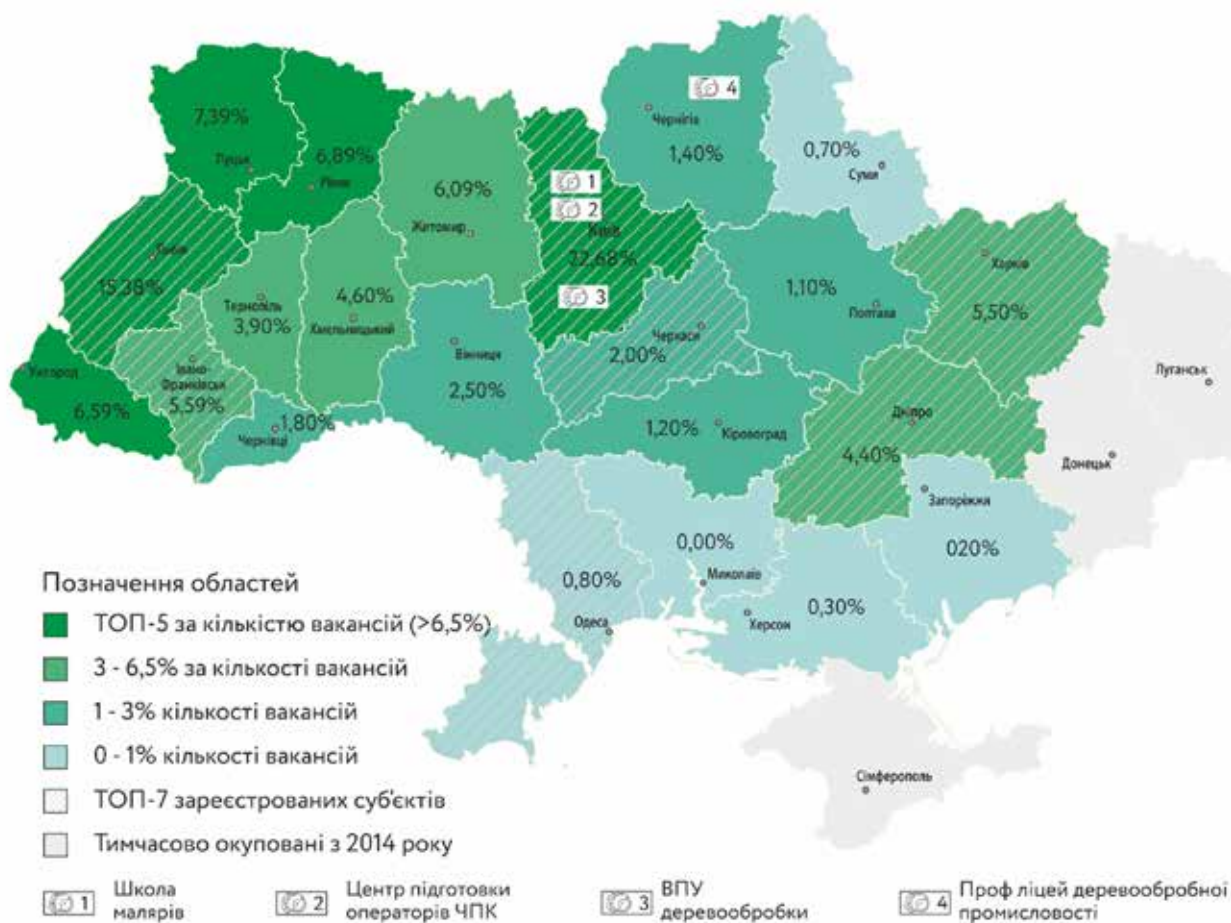 4
Чернігів
1,40%
0,70%
Суми
7,39%
Луцьк
6,89%
Рівне
6,09%
Житомир
1
2
Київ
22,68%
3
Львів
15,38%
Тернопіль
3,90%
4,60%
Хмельницький
Вінниця
2,50%
Черкаси
2,00%
1,10%
Полтава
Харків
5,50%
Луганськ
Донецьк
Ужгород
6,59%
Івано-
Франківськ
5,59%
1,80%
Чернівці
1,20%
Кіровоград
Дніпро
4,40%
Запоріжжя
020%
0,00%
Миколаїв
0,80%
Одеса
Херсон
0,30%
Сімферополь
Позначення областей
ТОП-5 за кількістю вакансій (>6,5%)
3 - 6,5% за кількості вакансій
1 - 3% кількості вакансій
0 - 1% кількості вакансій
ТОП-7 зареєстрованих суб'єктів
Тимчасово окуповані з 2014 року
1 Школа
малярів
2 Центр підготовки
операторів ЧПК
3 ВПУ
деревообробки
4 Проф ліцей деревообробної
промисловості